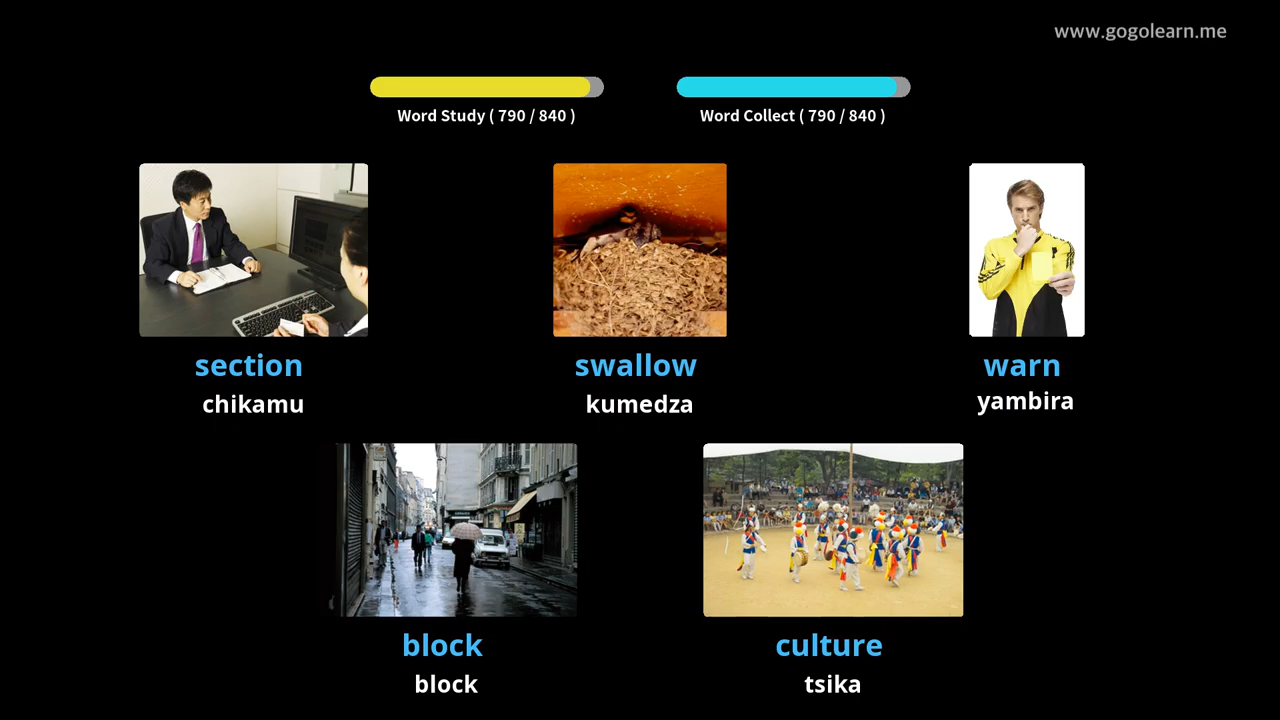 www.gogolearn.me
Word Study ( 790 / 840 )
Word Collect ( 790 / 840 )
section
chikamu
swallow
kumedza
warn
yambira
block
block
culture
tsika